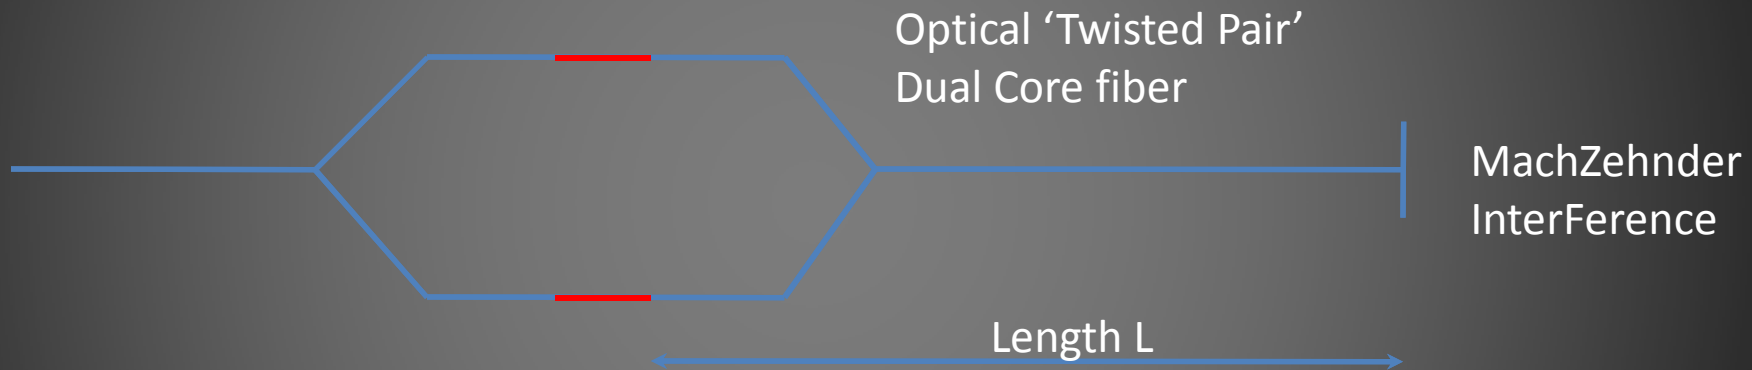 Optical ‘Twisted Pair’
Dual Core fiber
MachZehnder
InterFerence
Length L